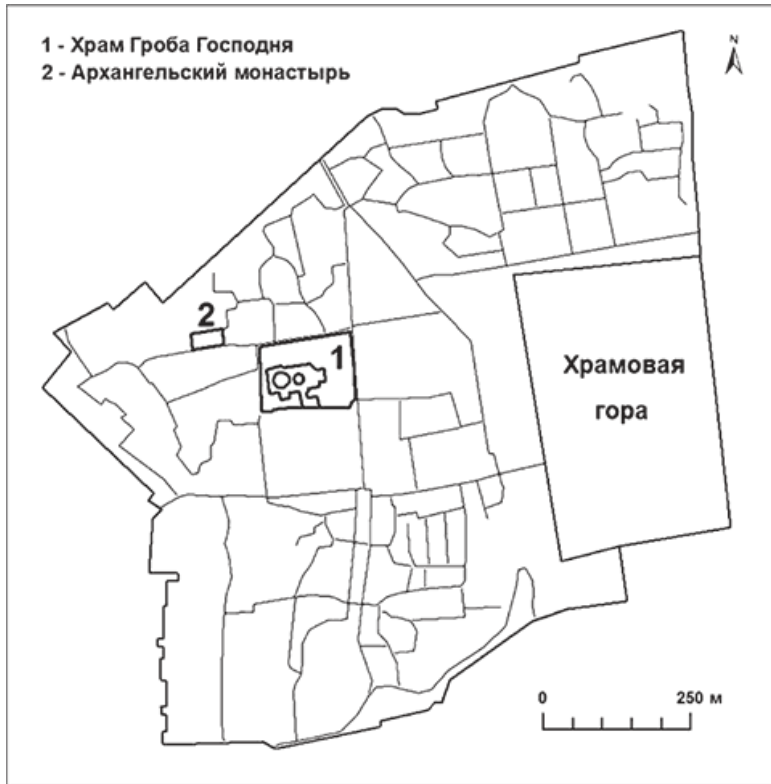 1 - Храм Гроба Господня
2 - Архангельский монастырь
N
2
1
Храмовая
гора
0 250 м